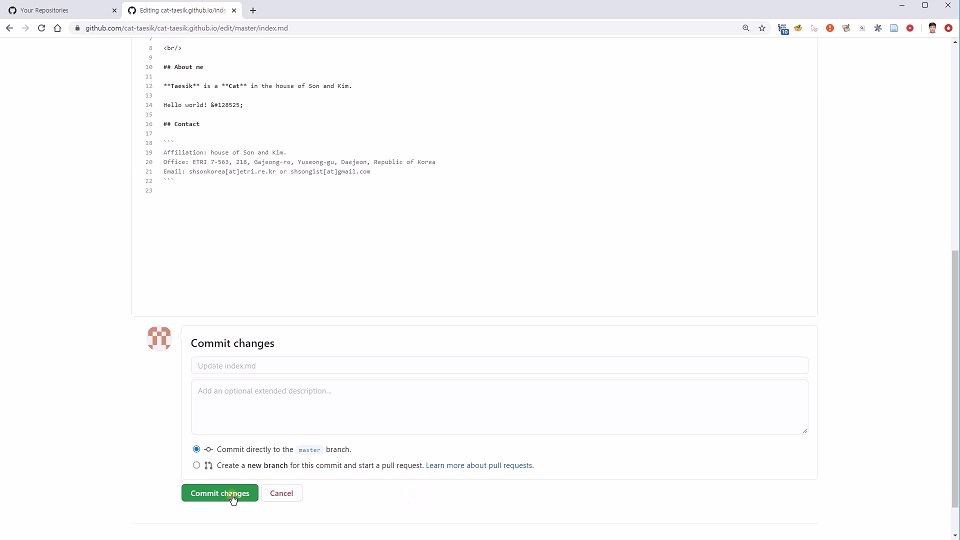 Your Repositories
Editing cat-taesik.github.io/inde
github.com/cat-taesik/cat-taesik.github.io/edit/master/index.md
7
8 <br/>
9
10 ## About me
11
12 **Taesik** is a **Cat** in the house of Son and Kim.
13
14 Hello world! &#128525;
15
16 ## Contact
17
18 ```
19 Affiliation: house of Son and Kim.
20 Office: ETRI 7-563, 218, Gajeong-ro, Yuseong-gu, Daejeon, Republic of Korea
21 Email: shsonkorea[at]etri.re.kr or shsongist[at]gmail.com
22 ```
23
Commit changes
Update index.md
Add an optional extended description...
Commit directly to the master branch.
Create a new branch for this commit and start a pull request. Learn more about pull requests.
Commit changes
Cancel